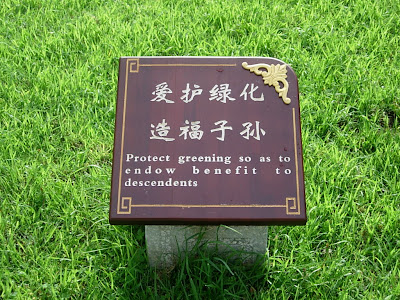 爱护绿化
造福子孙
Protect greening so as to
endow benefit to
descendents